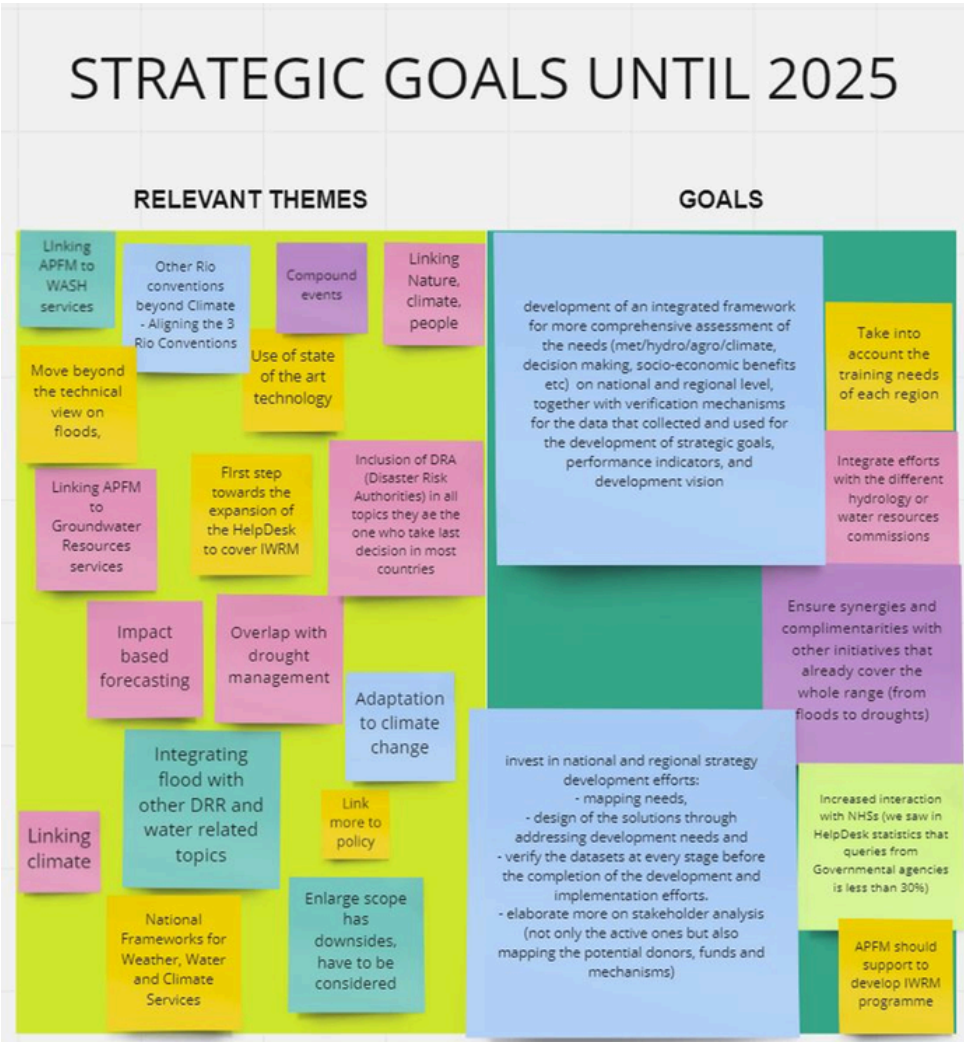 STRATEGIC GOALS UNTIL 2025
RELEVANT THEMES
LInking
APFM to
WASH
services
Other Rio
conventions
beyond Climate
- Aligning the 3
Rio Conventions
Compound
events
Linking
Nature,
climate,
people
Move beyond
the technical
view on
floods,
Use of state
of the art
technology
Linking APFM
to
Groundwater
Resources
services
FIrst step
towards the
expansion of
the HelpDesk
to cover IWRM
Inclusion of DRA
(Disaster Risk
Authorities) in all
topics they ae the
one who take last
decision in most
countries
Impact
based
forecasting
Overlap with
drought
management
Adaptation
to climate
change
Integrating
flood with
other DRR and
water related
topics
Link
more to
policy
Linking
climate
National
Frameworks for
Weather, Water
and Climate
Services
Enlarge scope
has
downsides,
have to be
considered
GOALS
development of an integrated framework
for more comprehensive assessment of
the needs (met/hydro/agro/climate,
decision making, socio-economic benefits
etc) on national and regional level,
together with verification mechanisms
for the data that collected and used for
the development of strategic goals,
performance indicators, and
development vision
Take into
account the
training needs
of each region
Integrate efforts
with the different
hydrology or
water resources
commissions
Ensure synergies and
complimentarities with
other initiatives that
already cover the
whole range (from
floods to droughts)
invest in national and regional strategy
development efforts:
- mapping needs,
- design of the solutions through
addressing development needs and
- verify the datasets at every stage before
the completion of the development and
implementation efforts.
- elaborate more on stakeholder analysis
(not only the active ones but also
mapping the potential donors, funds and
mechanisms)
Increased interaction
with NHSs (we saw in
HelpDesk statistics that
queries from
Governmental agencies
is less than 30%)
APFM should
support to
develop IWRM
programme